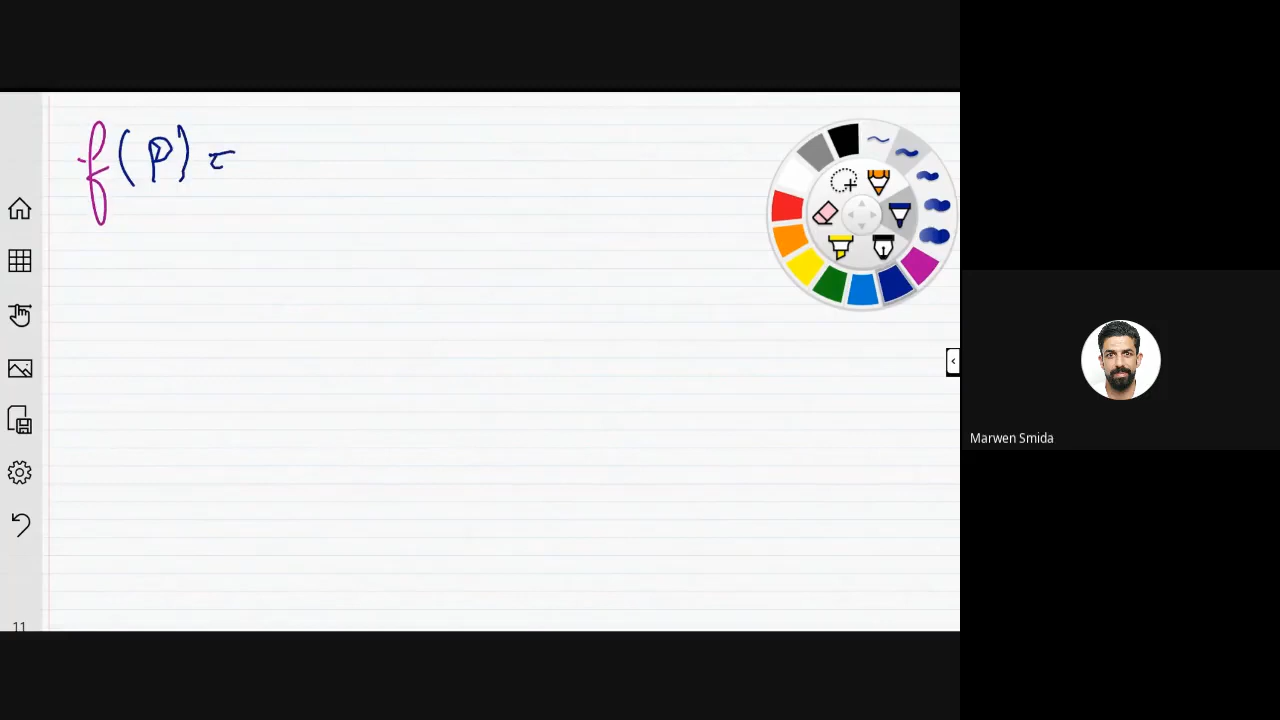 f(P) =
Marwen Smida
11